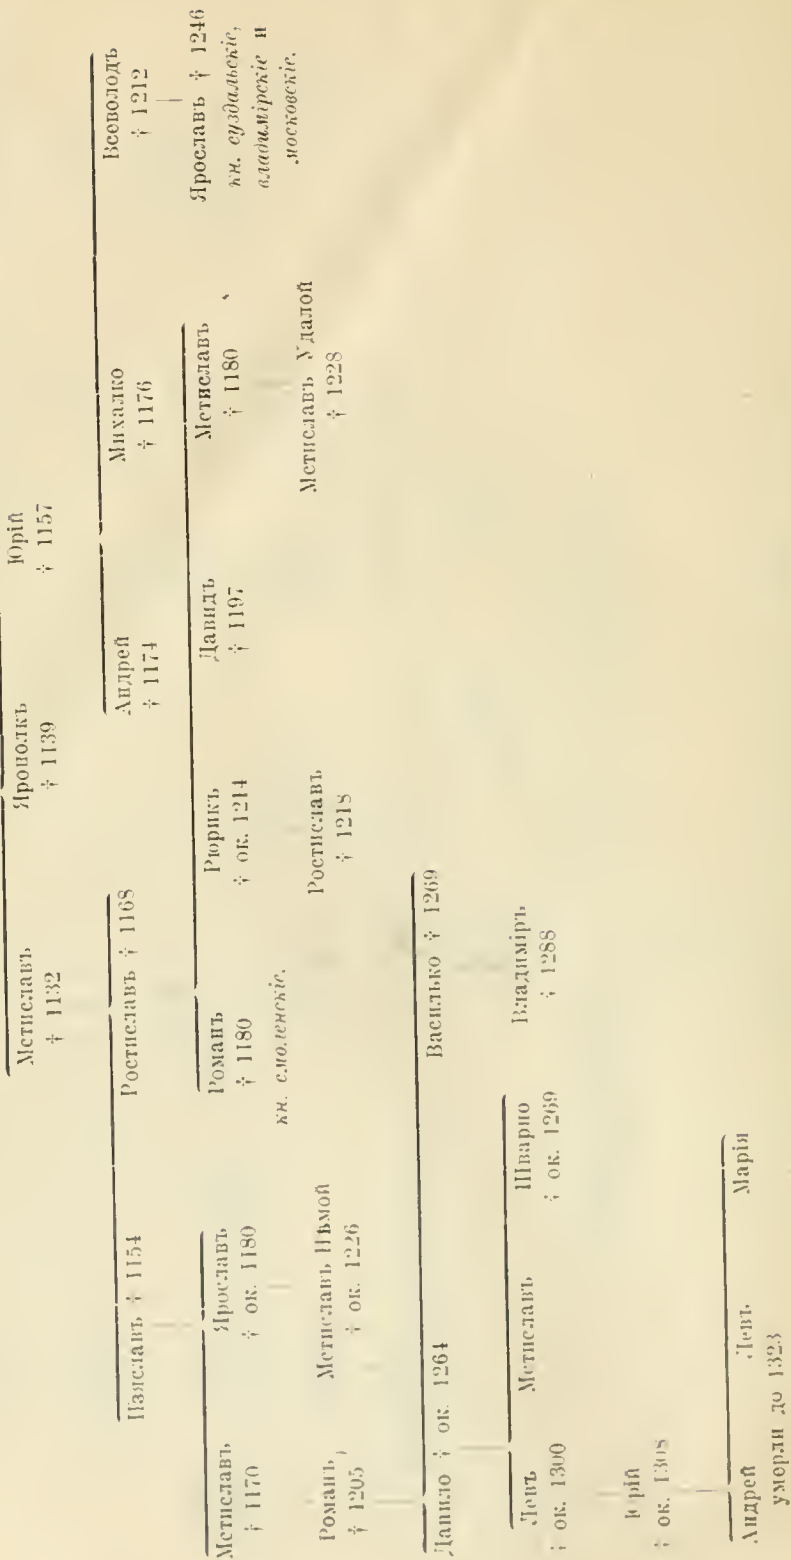 Мстиславъ
† 1132
Ярополкъ
† 1139
Юрій
† 1157
Изяславъ † 1154
Ростиславъ † 1168
Андрей
† 1174
Михалко
† 1176
Всеволодъ
† 1212
Мстиславъ
† 1170
Ярославъ
† ок. 1180
Романъ
† 1180
кн. смоленскіе.
Рюрикъ
† ок. 1214
Давидъ
† 1197
Мстиславъ
† 1180
Ярославъ † 1246
кн. суздальскіе,
владимірскіе и
московскіе.
Романъ
† 1205
Мстиславъ Нѣмой
† ок. 1226
Ростиславъ
† 1218
Мстиславъ Удалой
† 1228
Данило † ок. 1264
Василько † 1269
Левъ
† ок. 1300
Мстиславъ
Шварно
† ок. 1269
Владиміръ
† 1288
Юрій
† ок. 1308
Андрей
Левъ
Марія
умерли до 1323